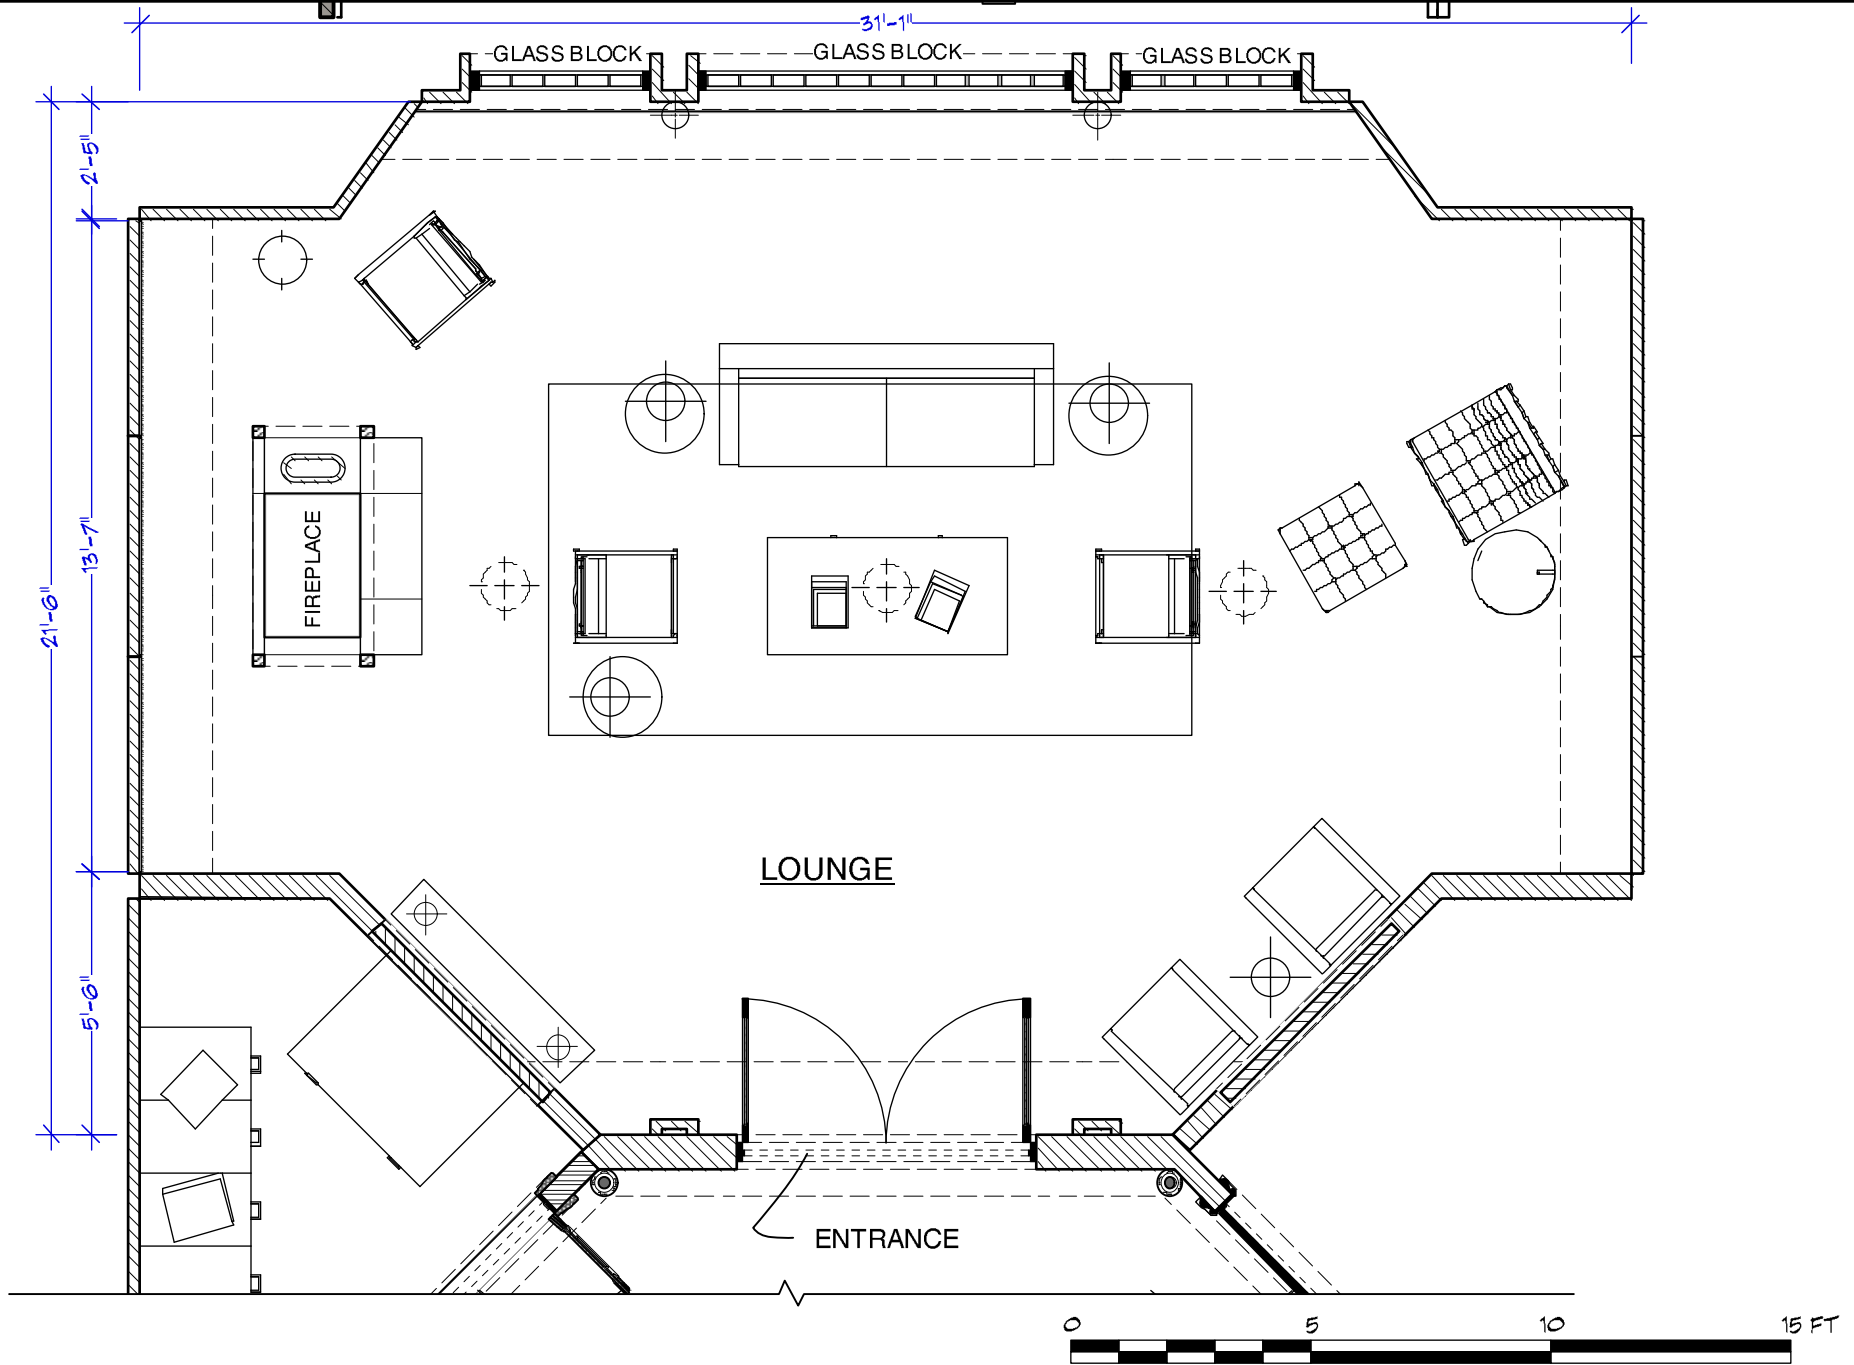 31'-1"
GLASS BLOCK
GLASS BLOCK
GLASS BLOCK
2'-5"
13'-7"
21'-6"
FIREPLACE
LOUNGE
5'-6"
ENTRANCE
0 5 10 15 FT